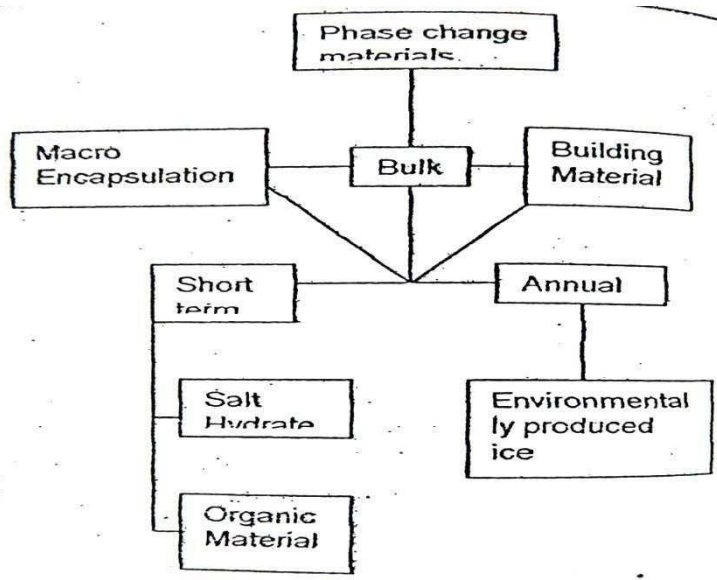 Phase change
materials
Macro
Encapsulation
Bulk
Building
Material
Short
term
Annual
Salt
Hydrate
Environmental
ly produced
ice
Organic
Material